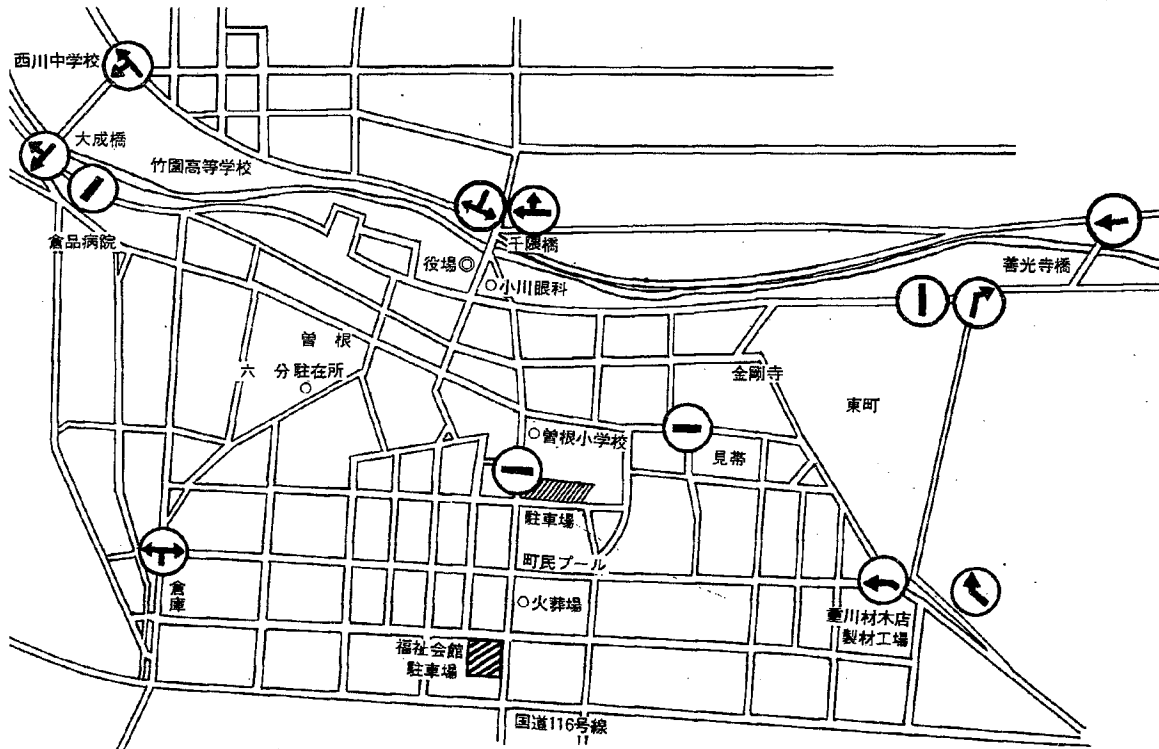 西川中学校
大成橋
竹園高等学校
倉品病院
千隈橋
役場
小川眼科
善光寺橋
曽根
六分駐在所
金剛寺
東町
曽根小学校
見帯
駐車場
町民プール
倉庫
火葬場
重川材木店
製材工場
福祉会館
駐車場
国道116号線